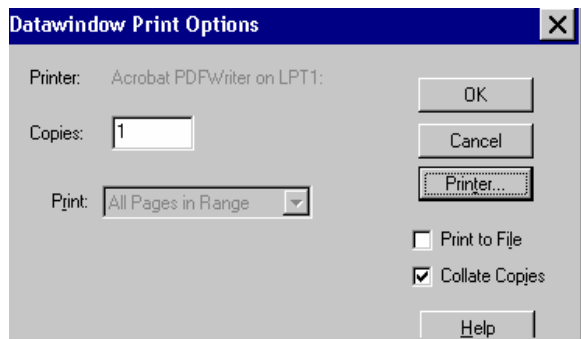 Datawindow Print Options
Printer: Acrobat PDFWriter on LPT1:
OK
Copies: 1
Cancel
Printer...
Print: All Pages in Range
Print to File
Collate Copies
Help